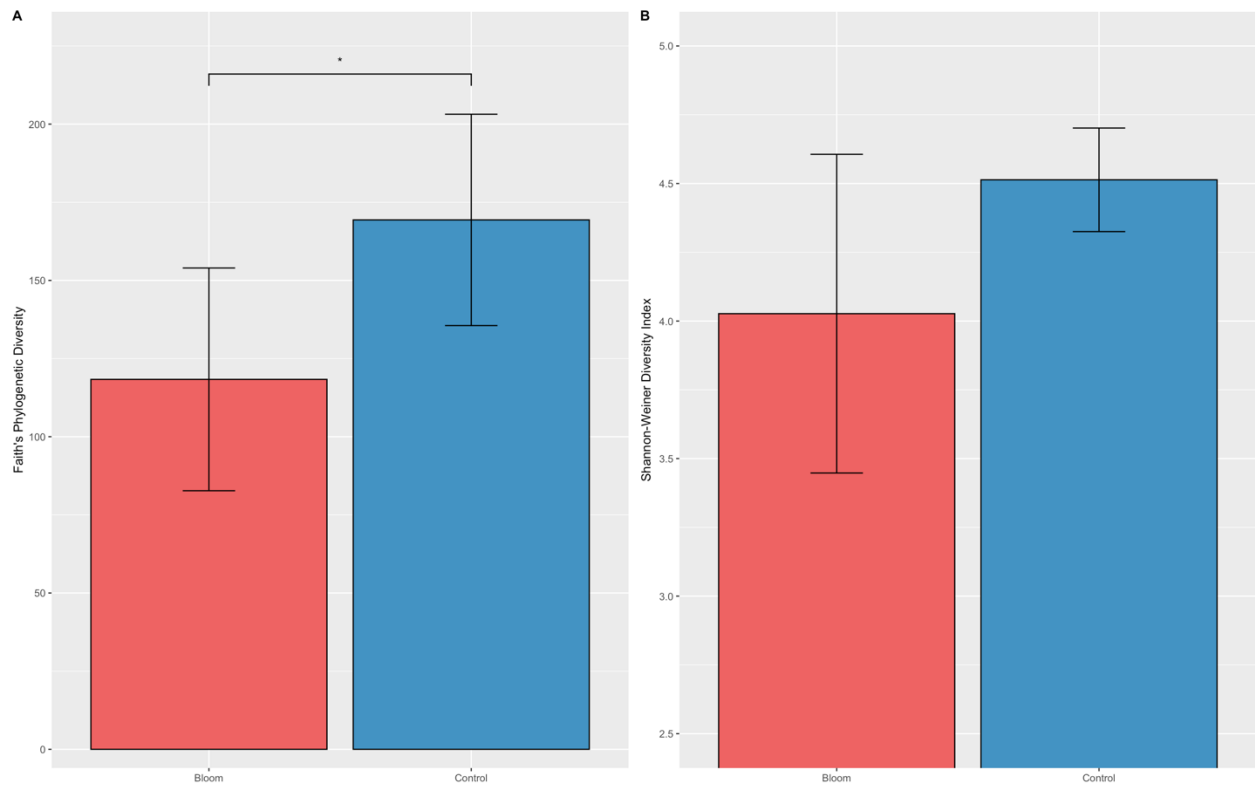 A
B
*
Faith's Phylogenetic Diversity
200
150
100
50
0
Bloom
Control
Shannon-Weiner Diversity Index
5.0
4.5
4.0
3.5
3.0
2.5
Bloom
Control